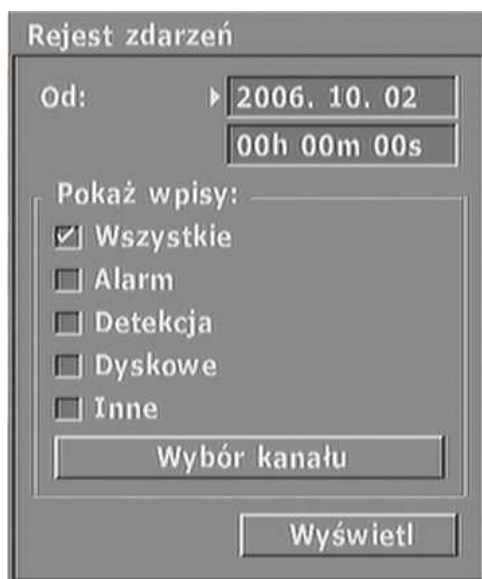 Rejest zdarzeń
Od: 2006. 10. 02
00h 00m 00s
Pokaż wpisy:
Wszystkie
Alarm
Detekcja
Dyskowe
Inne
Wybór kanału
Wyświetl